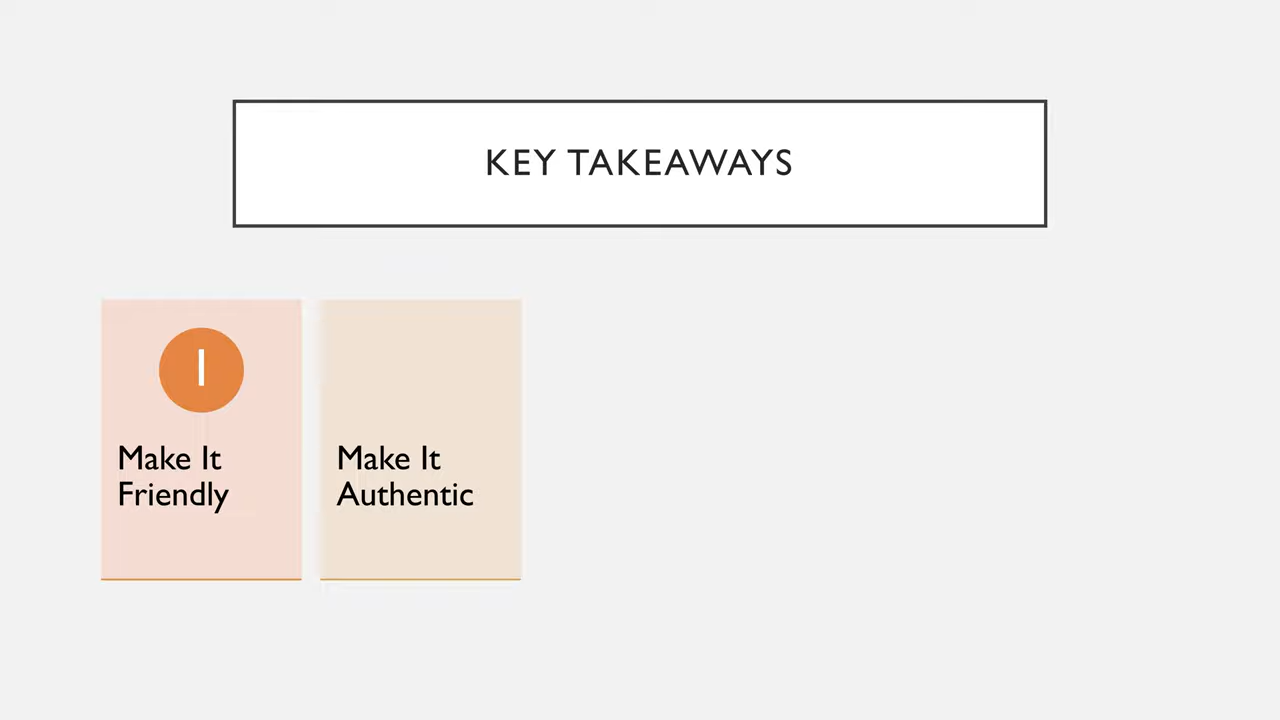 KEY TAKEAWAYS
1
Make It
Friendly
Make It
Authentic